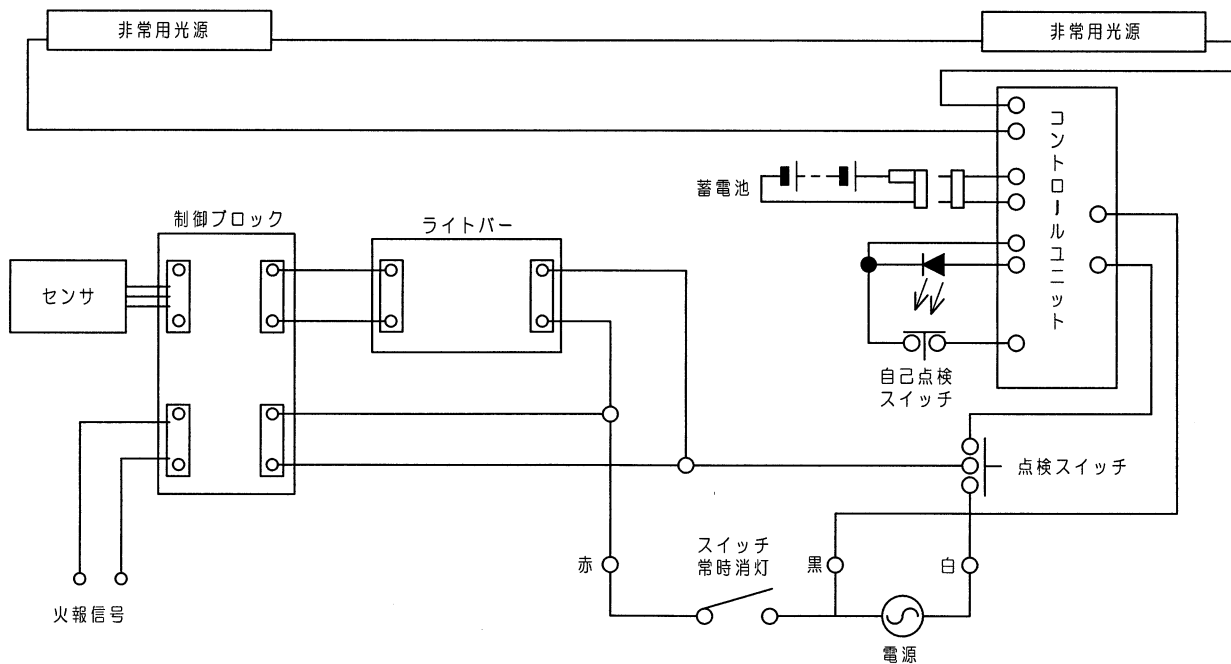 非常用光源
非常用光源
コントロールユニット
蓄電池
制御ブロック
ライトバー
センサ
自己点検
スイッチ
点検スイッチ
スイッチ
常時消灯
赤
黒
白
火報信号
電源